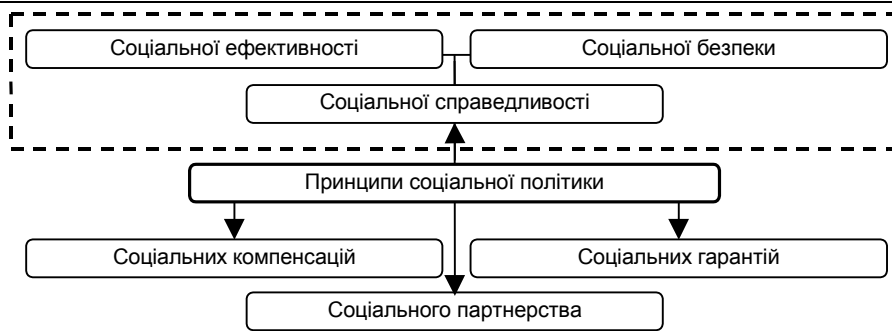 Соціальної ефективності
Соціальної безпеки
Соціальної справедливості
Принципи соціальної політики
Соціальних компенсацій
Соціальних гарантій
Соціального партнерства